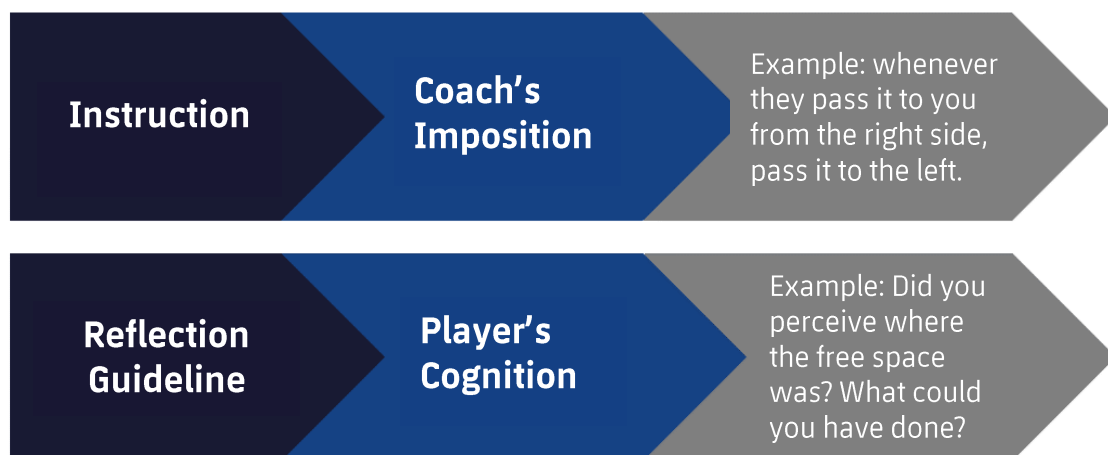 Instruction
Coach's
Imposition
Example: whenever
they pass it to you
from the right side,
pass it to the left.
Reflection
Guideline
Player's
Cognition
Example: Did you
perceive where
the free space
was? What could
you have done?